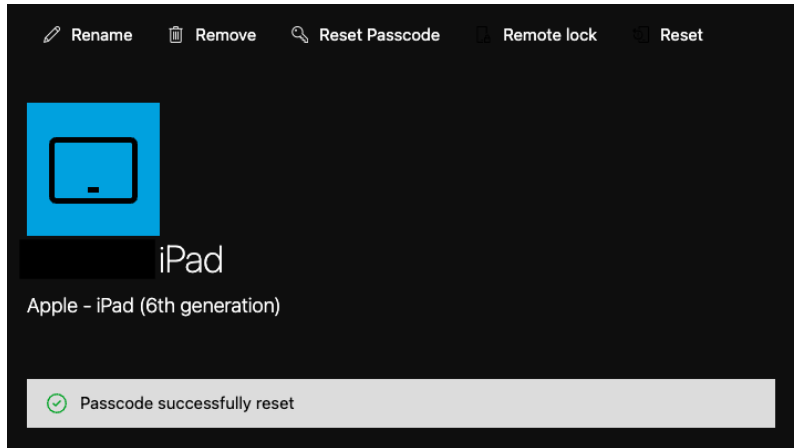 Rename Remove Reset Passcode Remote lock Reset
iPad
Apple - iPad (6th generation)
Passcode successfully reset